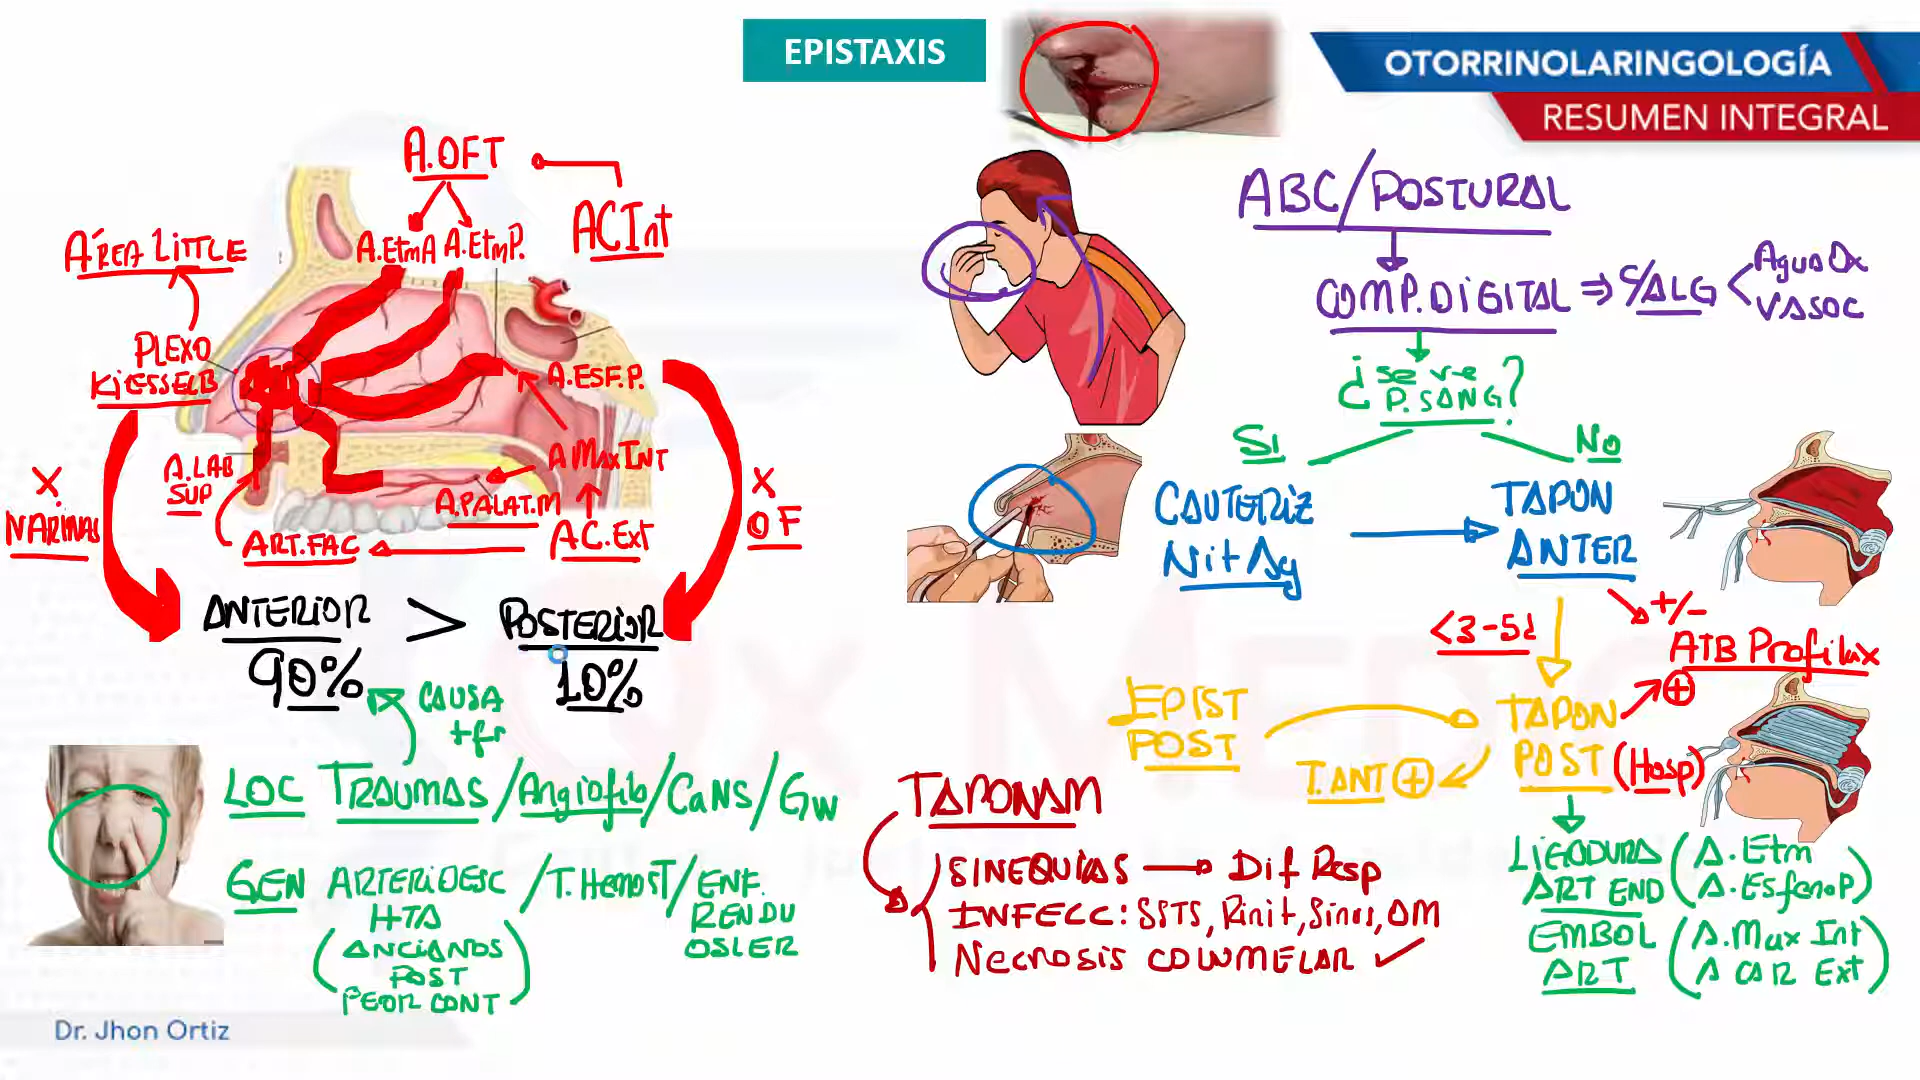 EPISTAXIS
OTORRINOLARINGOLOGÍA
RESUMEN INTEGRAL
A.OFT
ACInt
ÁREA LITTLE
A.EtmA A.EtmP.
PLEXO
KIESSELB
A.ESF.P.
X
NARINAS
A.LAB
SUP
A MAX INT
A.PALAT.M
ART.FAC
AC.Ext
X
OF
ANTERIOR > POSTERIOR
90% 10%
CAUSA
+fr
LOC TRAUMAS /Angiofib/CaNS/GW
GEN ARTERIOESC /T.HemosT/ENF.
HTA
RENDU
OSLER
(ANCIANOS
POST
PEOR CONT)
Dr. Jhon Ortiz
ABC/POSTURAL
COMP.DIGITAL ⇒ C/ALG < Agua Ox
VASOC
¿se ve
P.SANG?
SI
NO
CAUTERIZ
NitAg
TAPON
ANTER
<3-5d
+/-
ATB Profilax
+
EPIST
POST
TAPON
POST (Hosp)
T.ANT +
LIGADURA (A.Etm
ART END A.EsfenoP)
EMBOL (A.Max Int
ART A CAR Ext)
TAPONAM
SINEQUIAS → Dif Resp
INFECC: SSTS, Rinit, Sinus, OM
Necrosis COLUMELAR ✓